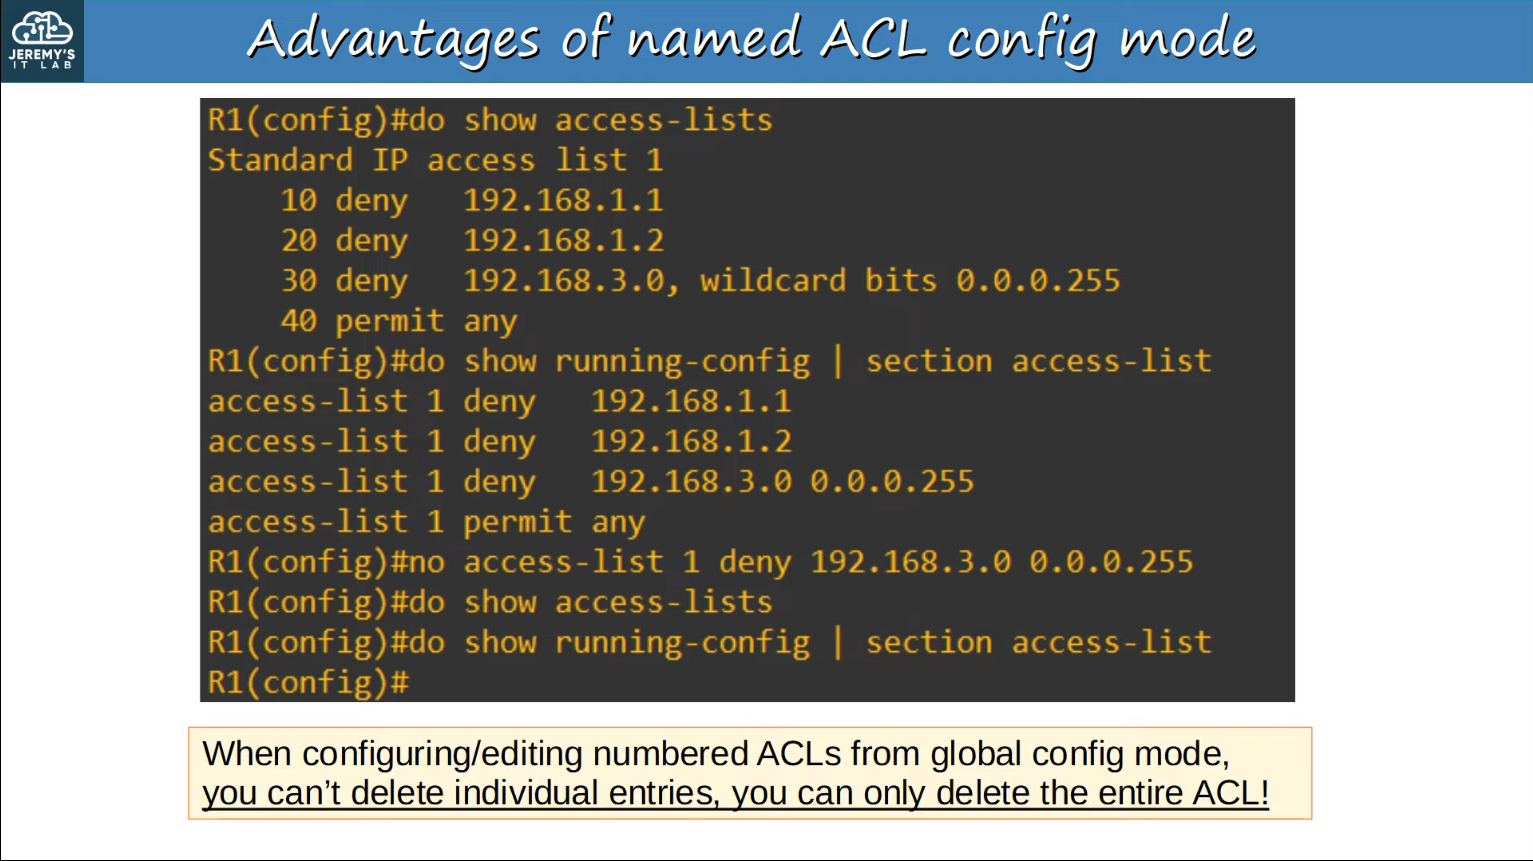 JEREMY'S
IT LAB
Advantages of named ACL config mode
R1(config)#do show access-lists
Standard IP access list 1
    10 deny   192.168.1.1
    20 deny   192.168.1.2
    30 deny   192.168.3.0, wildcard bits 0.0.0.255
    40 permit any
R1(config)#do show running-config | section access-list
access-list 1 deny   192.168.1.1
access-list 1 deny   192.168.1.2
access-list 1 deny   192.168.3.0 0.0.0.255
access-list 1 permit any
R1(config)#no access-list 1 deny 192.168.3.0 0.0.0.255
R1(config)#do show access-lists
R1(config)#do show running-config | section access-list
R1(config)#
When configuring/editing numbered ACLs from global config mode,
you can't delete individual entries, you can only delete the entire ACL!